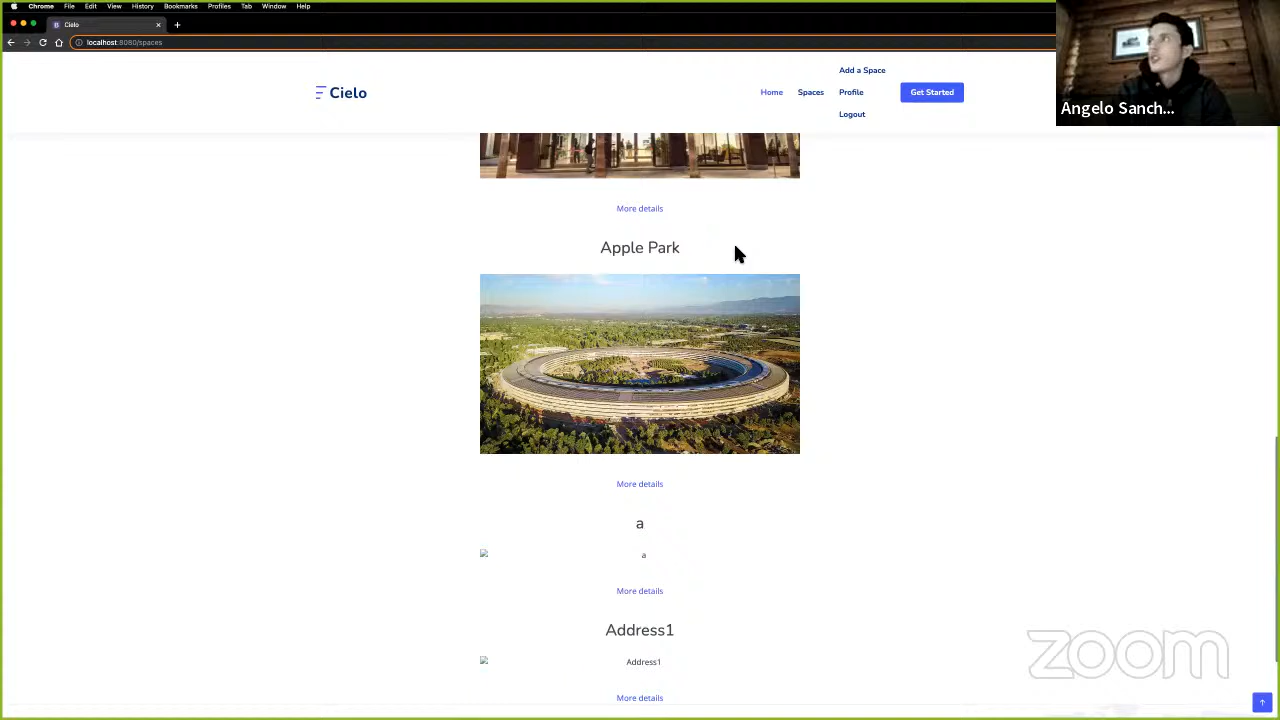 Chrome File Edit View History Bookmarks Profiles Tab Window Help
Cielo
localhost:8080/spaces
Cielo
Home Spaces
Add a Space
Profile
Logout
Get Started
Angelo Sanch...
More details
Apple Park
More details
a
a
More details
Address1
Address1
More details
zoom